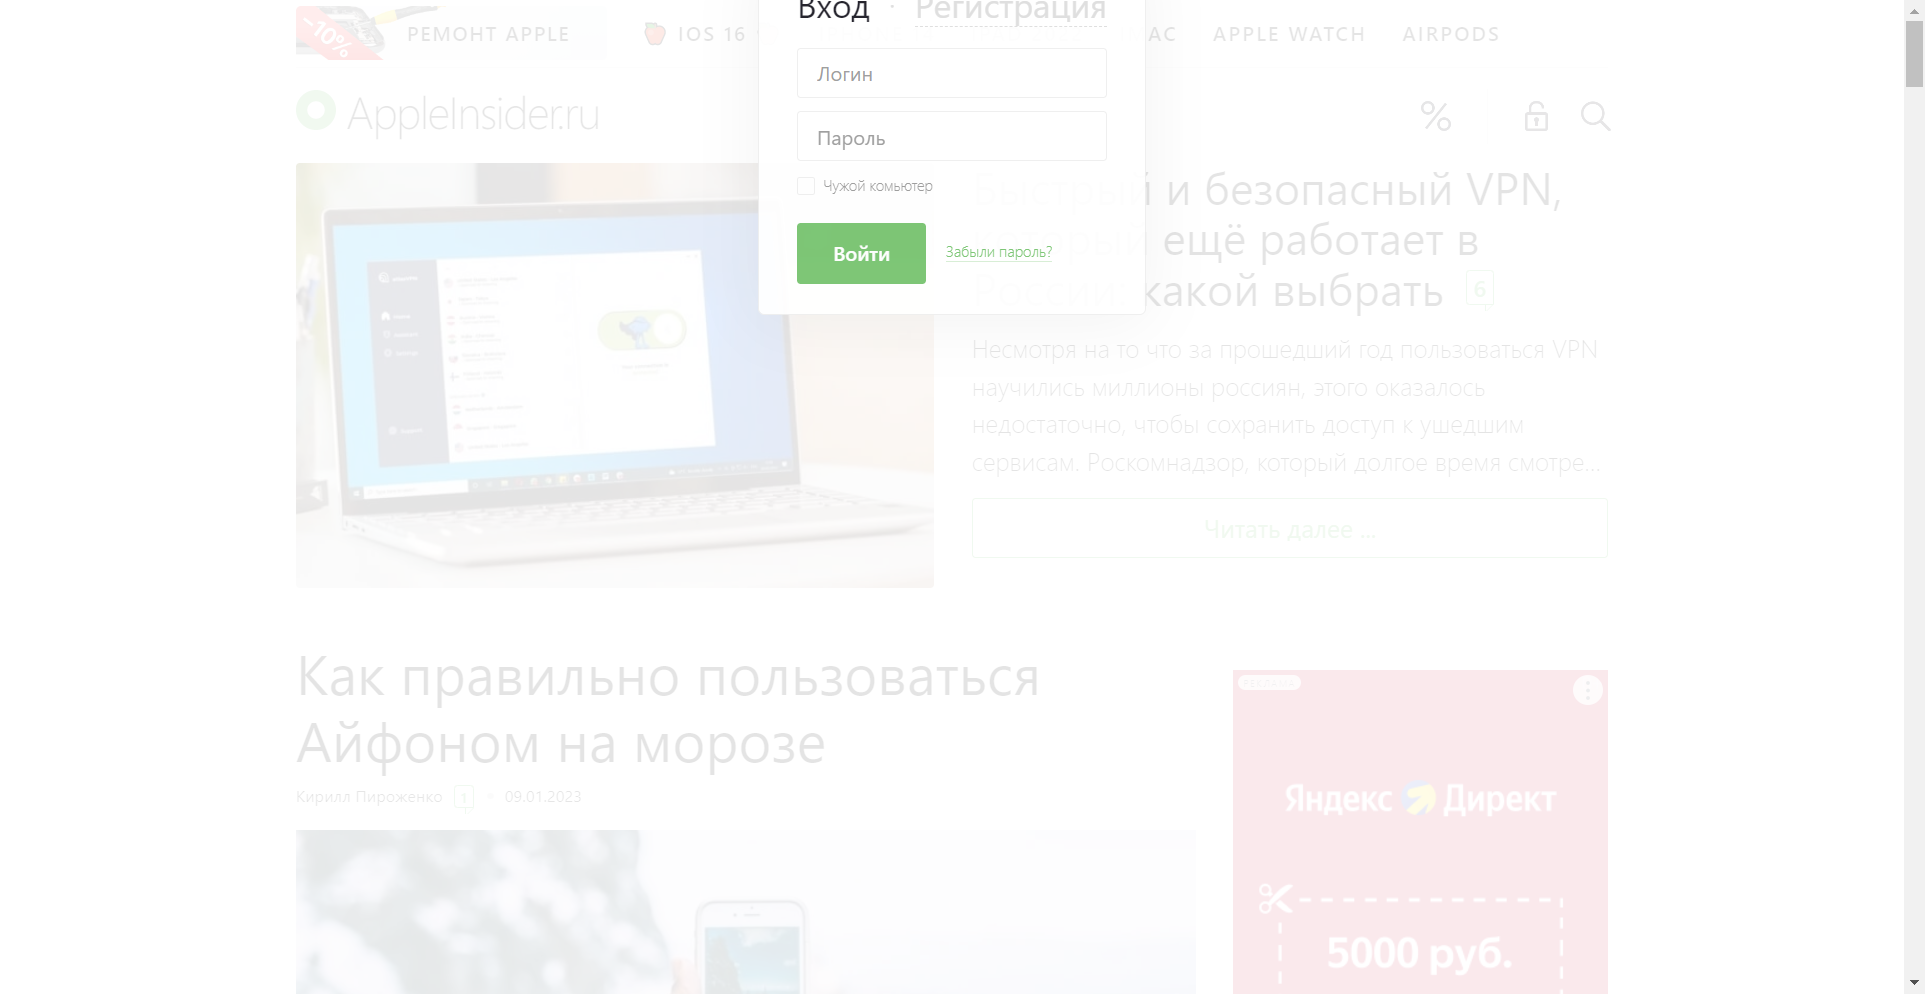 Вход · Регистрация
Логин
Пароль
Чужой комьютер
Войти
Забыли пароль?
-10%
РЕМОНТ APPLE
IOS 16
AC
APPLE WATCH
AIRPODS
AppleInsider.ru
Быстрый и безопасный VPN,
который ещё работает в
России: какой выбрать 6
Несмотря на то что за прошедший год пользоваться VPN
научились миллионы россиян, этого оказалось
недостаточно, чтобы сохранить доступ к ушедшим
сервисам. Роскомнадзор, который долгое время смотре...
Читать далее ...
Как правильно пользоваться
Айфоном на морозе
Кирилл Пироженко 1 • 09.01.2023
РЕКЛАМА
Яндекс Директ
5000 руб.